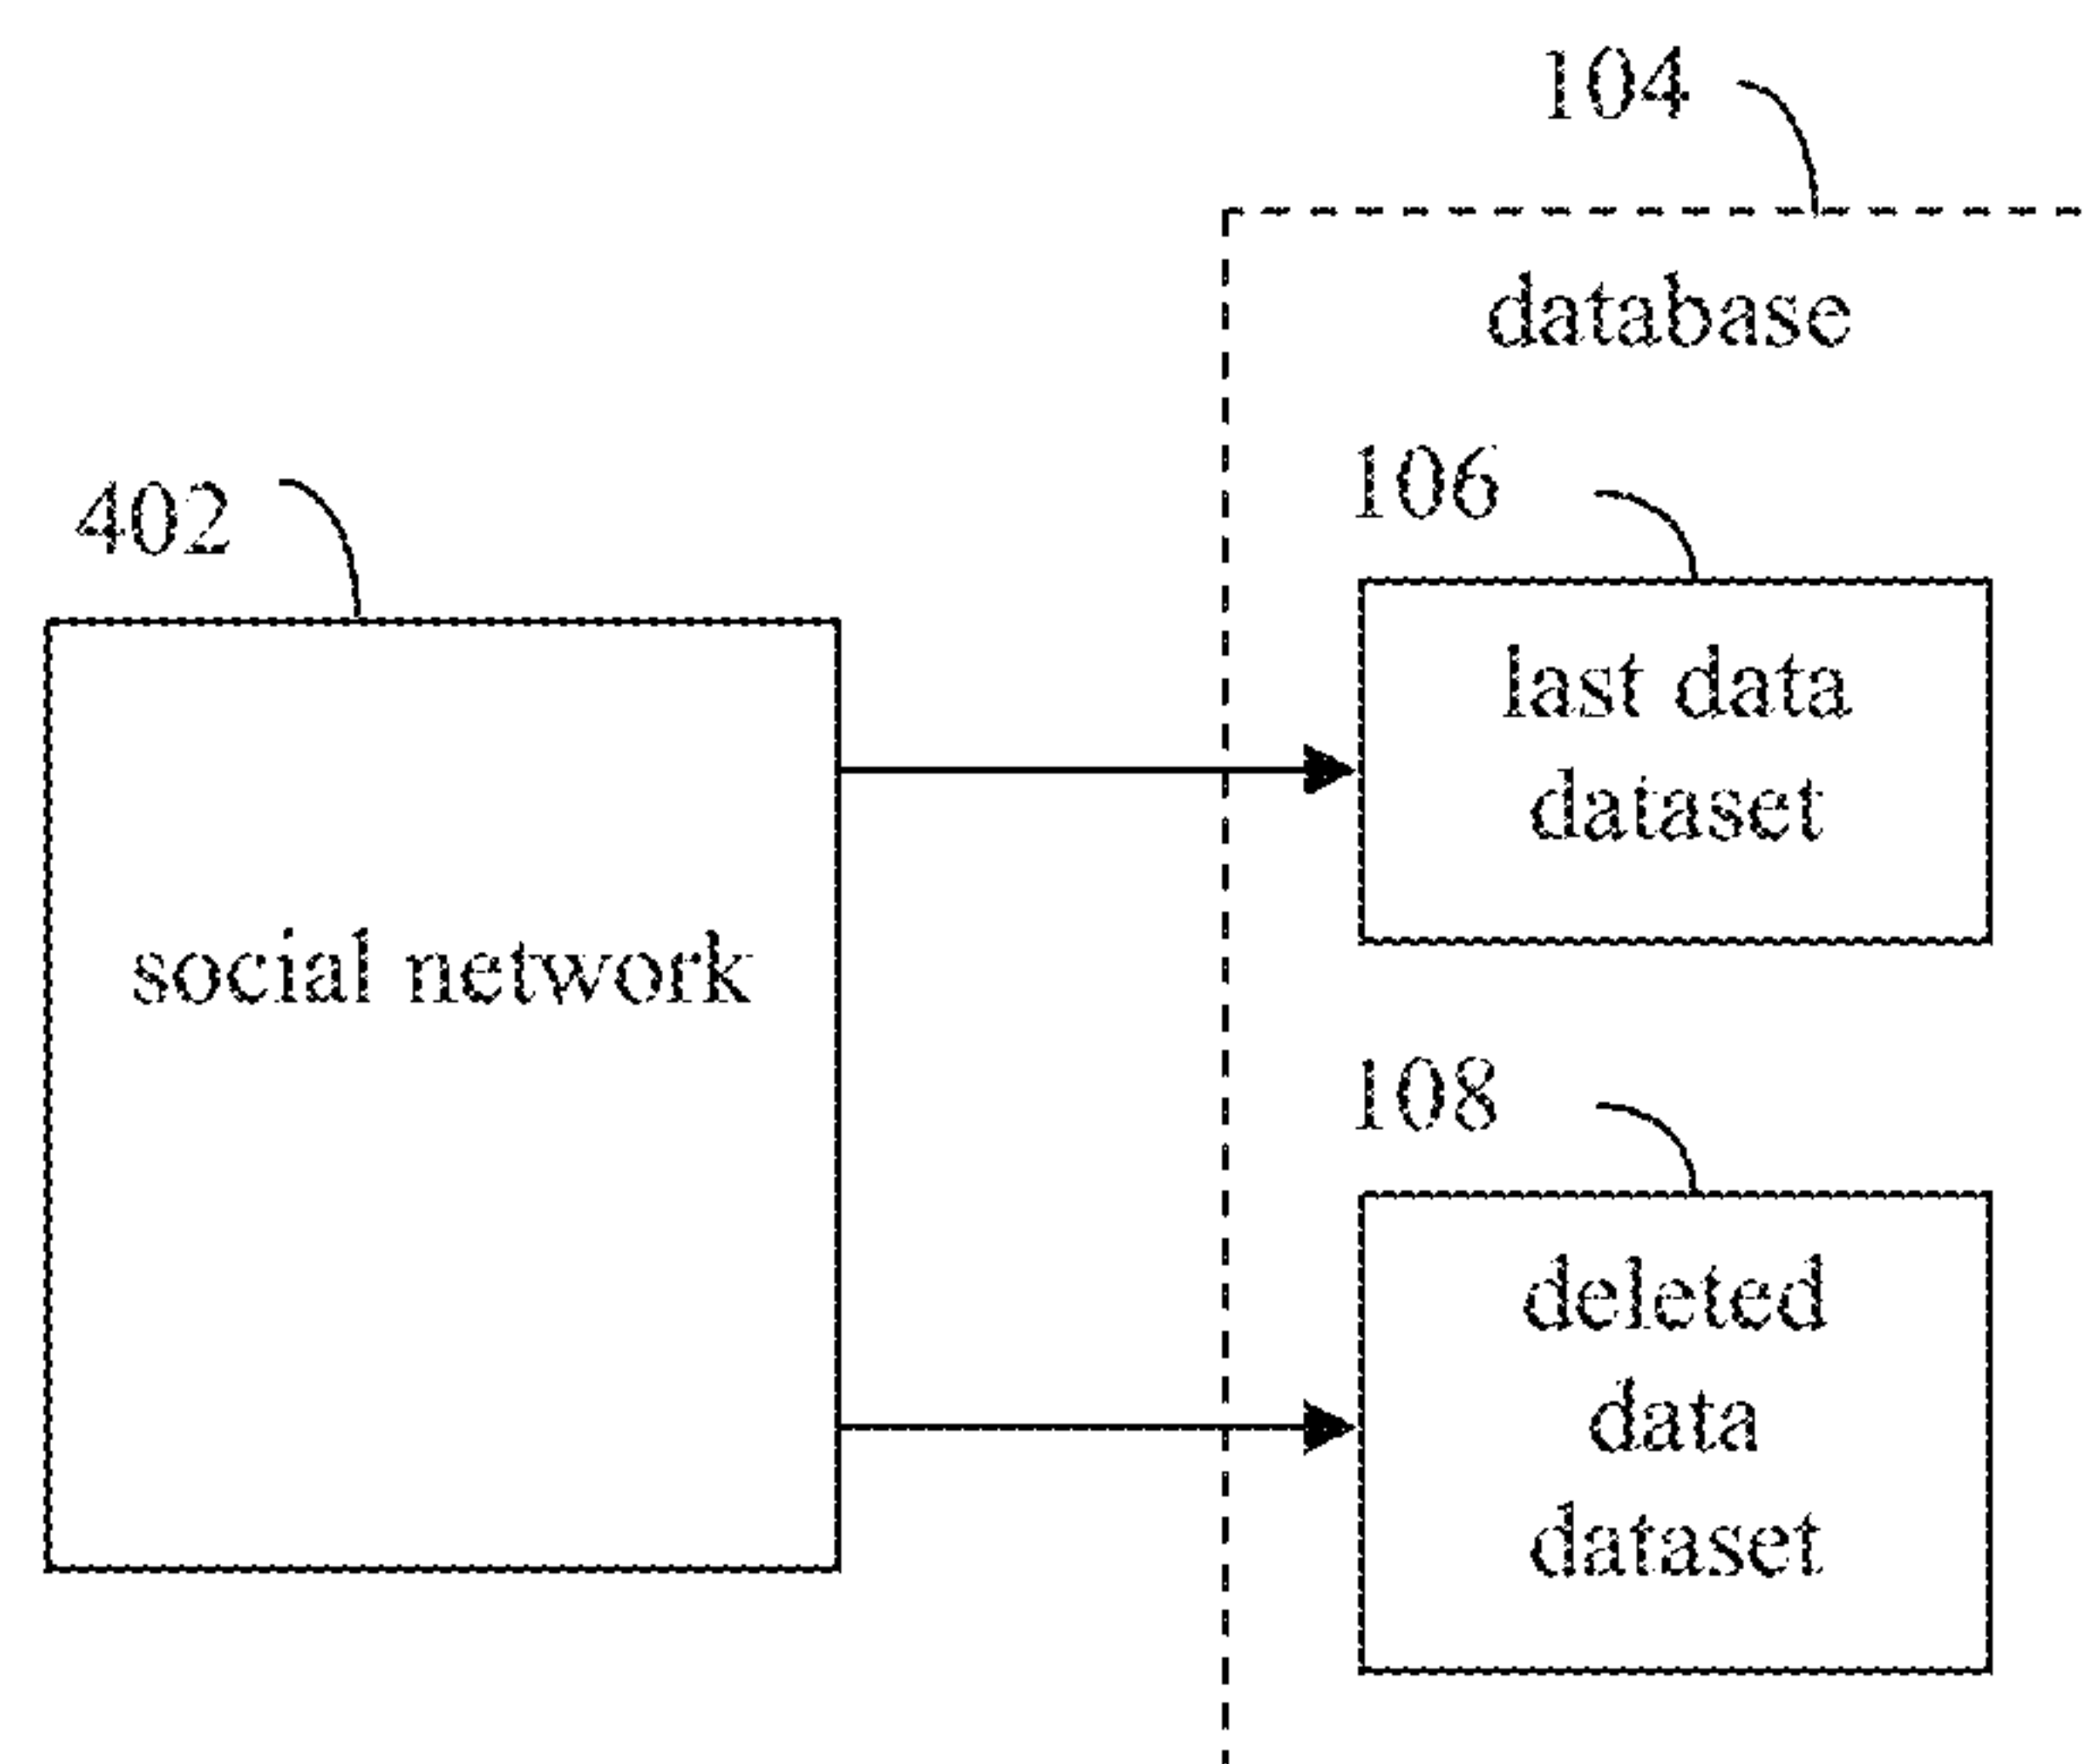 104
database
402
106
last data
dataset
social network
108
deleted
data
dataset